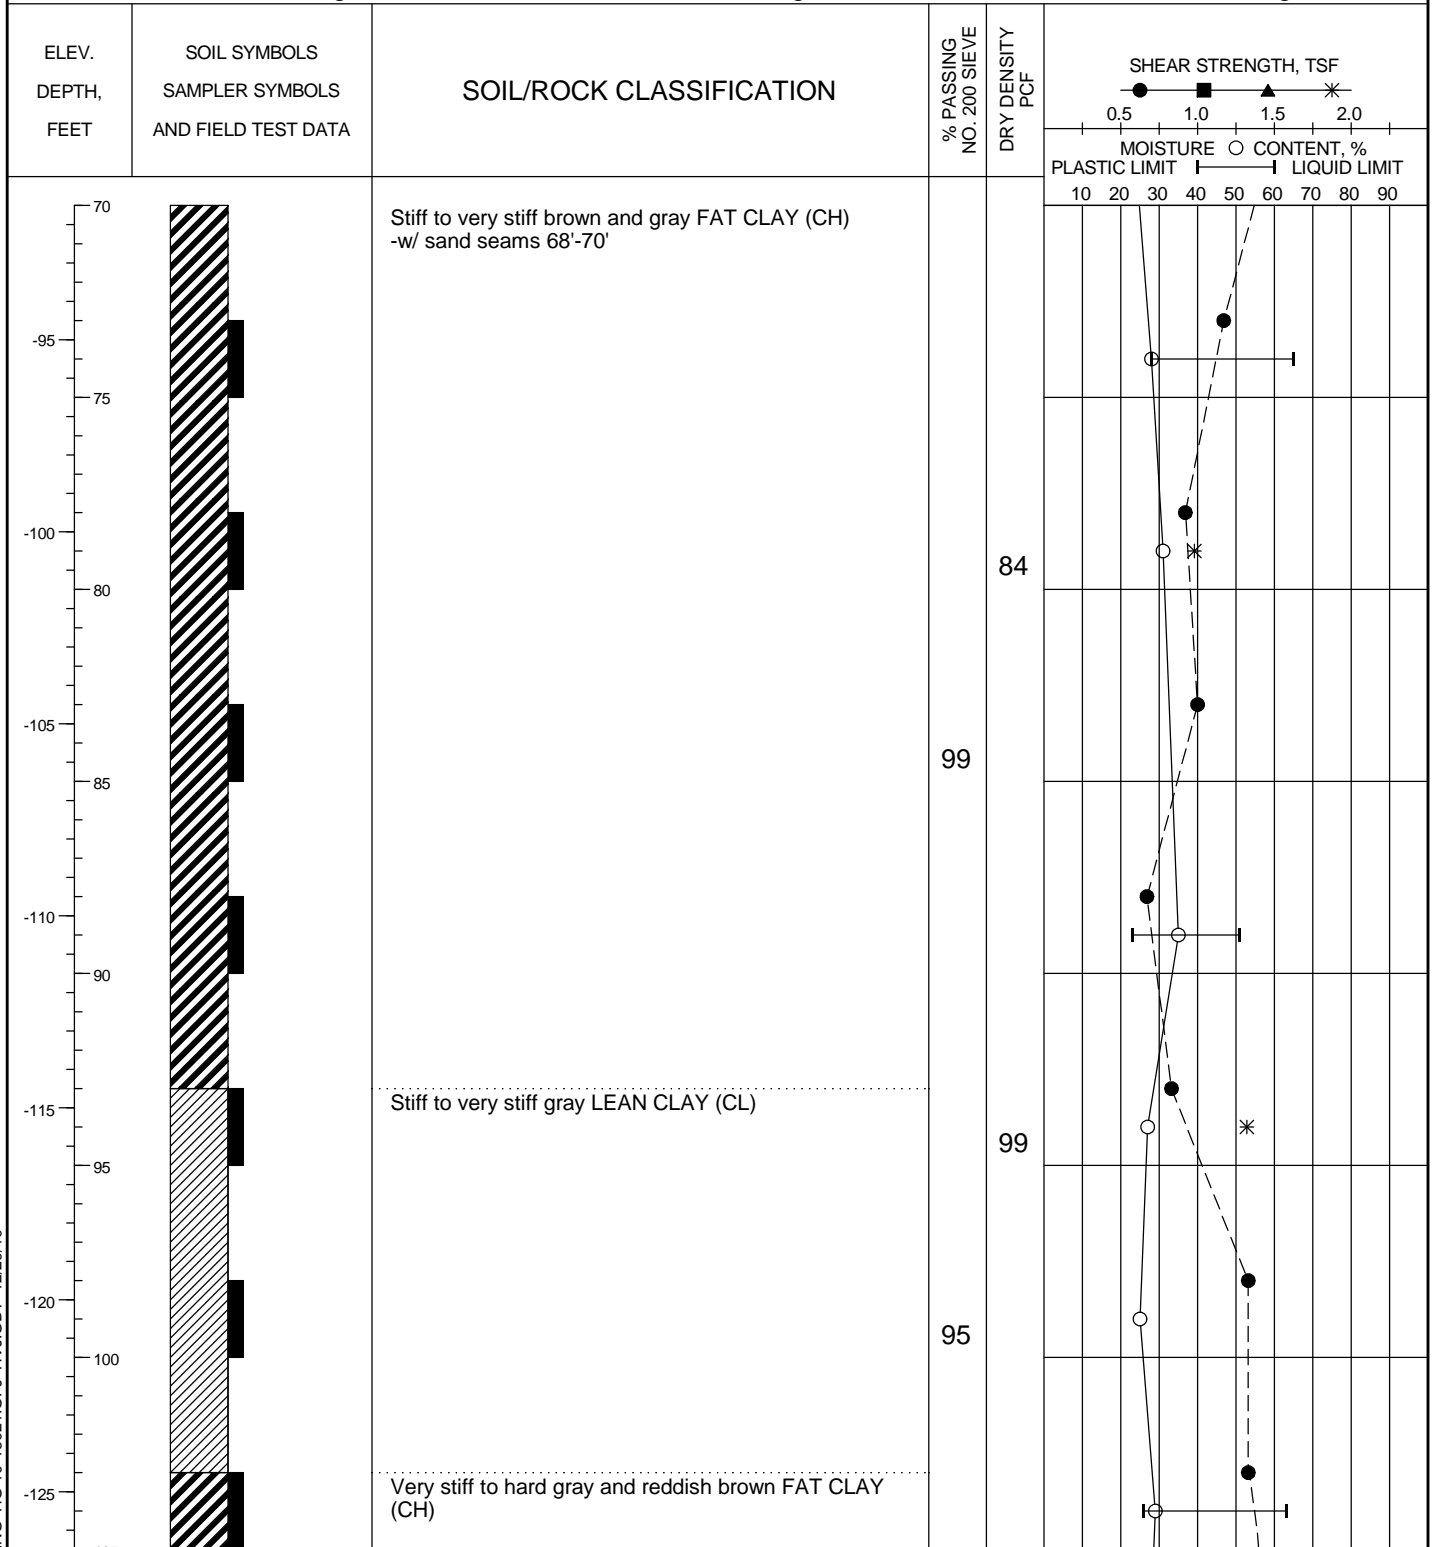 ELEV.
DEPTH,
FEET
SOIL SYMBOLS
SAMPLER SYMBOLS
AND FIELD TEST DATA
SOIL/ROCK CLASSIFICATION
% PASSING
NO. 200 SIEVE
DRY DENSITY
PCF
SHEAR STRENGTH, TSF
0.5 1.0 1.5 2.0
MOISTURE CONTENT, %
PLASTIC LIMIT LIQUID LIMIT
10 20 30 40 50 60 70 80 90
70
Stiff to very stiff brown and gray FAT CLAY (CH)
-w/ sand seams 68'-70'
-95
75
-100
84
80
-105
99
85
-110
90
Stiff to very stiff gray LEAN CLAY (CL)
-115
99
95
-120
95
100
Very stiff to hard gray and reddish brown FAT CLAY
(CH)
-125